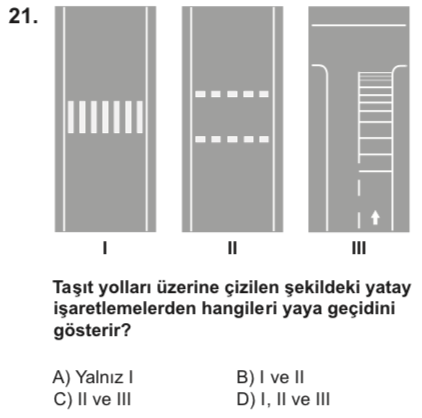 21.
I II III
Taşıt yolları üzerine çizilen şekildeki yatay
işaretlemelerden hangileri yaya geçidini
gösterir?
A) Yalnız I B) I ve II
C) II ve III D) I, II ve III